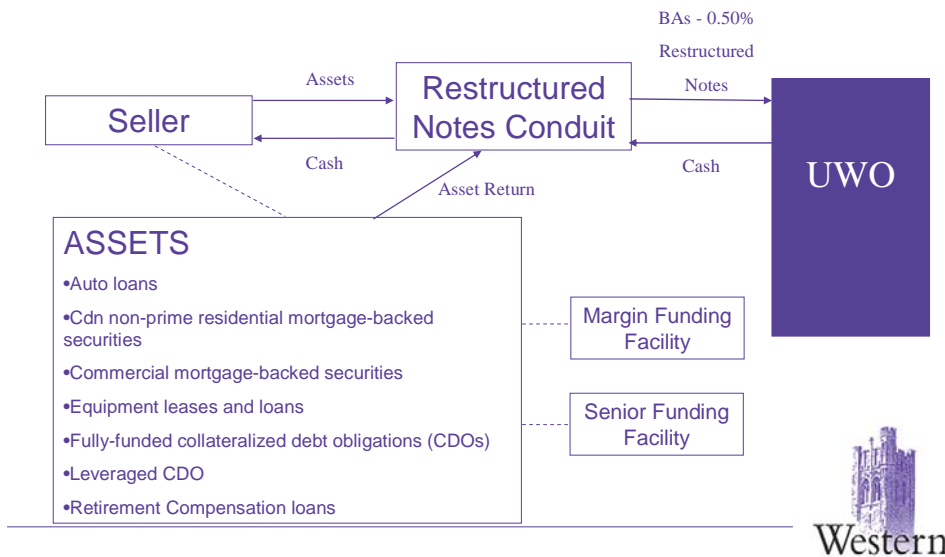 BAs - 0.50%
Restructured
Notes
Assets
Restructured
Notes Conduit
Seller
Cash
Cash
UWO
Asset Return
ASSETS
•Auto loans
•Cdn non-prime residential mortgage-backed
securities
•Commercial mortgage-backed securities
•Equipment leases and loans
•Fully-funded collateralized debt obligations (CDOs)
•Leveraged CDO
•Retirement Compensation loans
Margin Funding
Facility
Senior Funding
Facility
Western